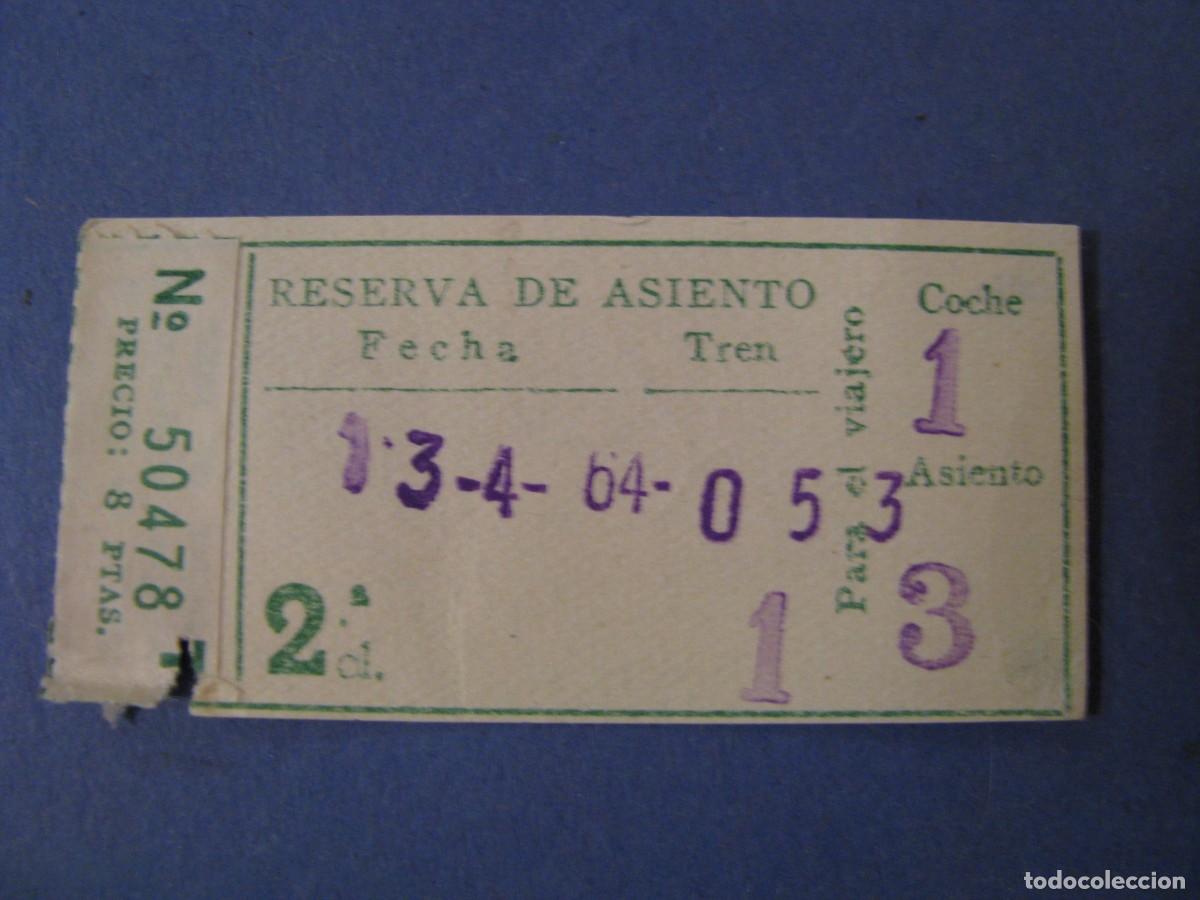 Nº 50478 T
PRECIO: 8 PTAS.
RESERVA DE ASIENTO
Fecha Tren
13-4-64-053
2.ª cl.
Para el viajero
Coche
1
Asiento
1 3
todocoleccion